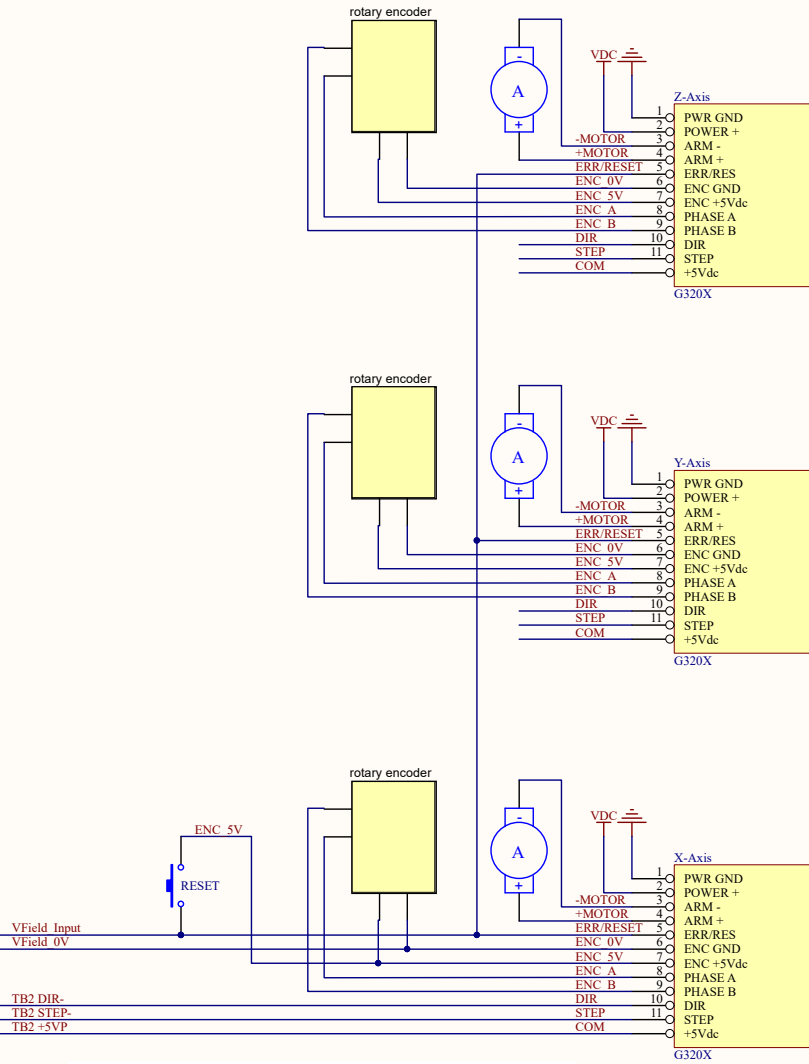 rotary encoder
A
-
+
VDC
Z-Axis
1 PWR GND
2 POWER +
-MOTOR 3 ARM -
+MOTOR 4 ARM +
ERR/RESET 5 ERR/RES
ENC 0V 6 ENC GND
ENC 5V 7 ENC +5Vdc
ENC A 8 PHASE A
ENC B 9 PHASE B
DIR 10 DIR
STEP 11 STEP
COM +5Vdc
G320X
rotary encoder
-
A
+
VDC
Y-Axis
1 PWR GND
2 POWER +
-MOTOR 3 ARM -
+MOTOR 4 ARM +
ERR/RESET 5 ERR/RES
ENC 0V 6 ENC GND
ENC 5V 7 ENC +5Vdc
ENC A 8 PHASE A
ENC B 9 PHASE B
DIR 10 DIR
STEP 11 STEP
COM +5Vdc
G320X
rotary encoder
-
A
+
VDC
X-Axis
ENC 5V
RESET
1 PWR GND
2 POWER +
-MOTOR 3 ARM -
+MOTOR 4 ARM +
VField Input ERR/RESET 5 ERR/RES
VField 0V ENC 0V 6 ENC GND
ENC 5V 7 ENC +5Vdc
ENC A 8 PHASE A
ENC B 9 PHASE B
TB2 DIR- DIR 10 DIR
TB2 STEP- STEP 11 STEP
TB2 +5VP COM +5Vdc
G320X